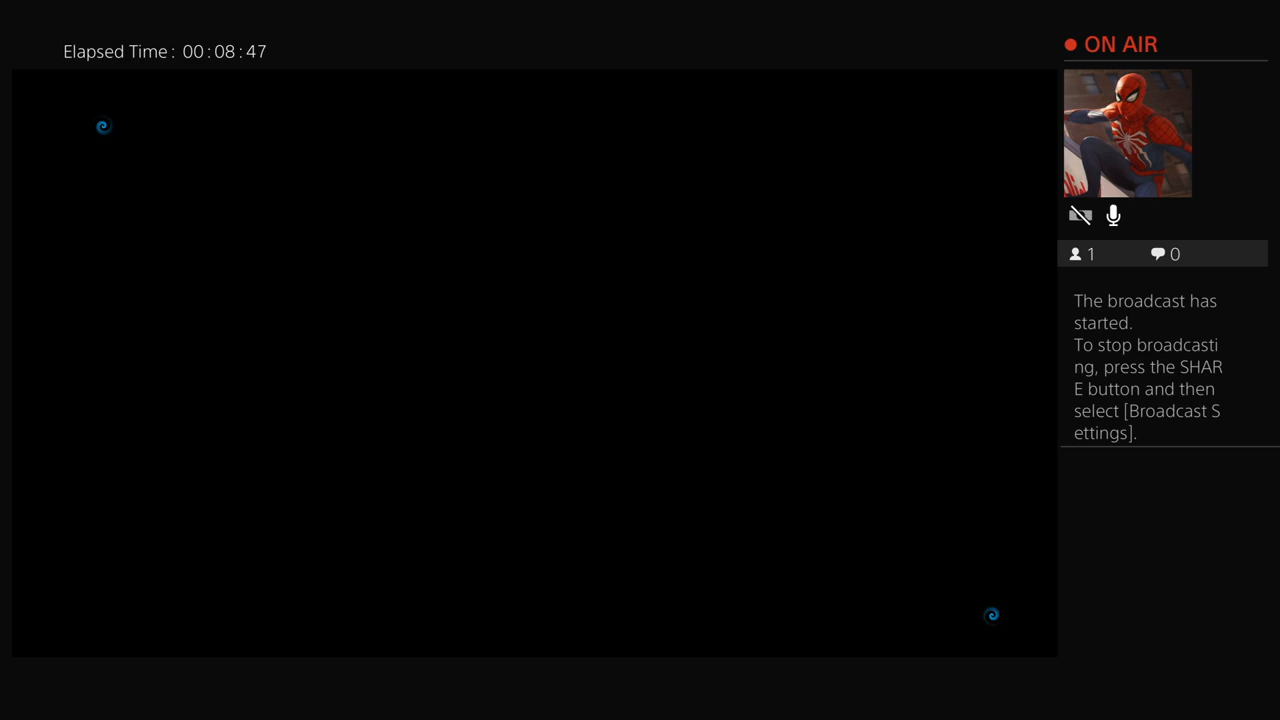 Elapsed Time : 00:08:47
ON AIR
1
0
The broadcast has
started.
To stop broadcasti
ng, press the SHAR
E button and then
select [Broadcast S
ettings].